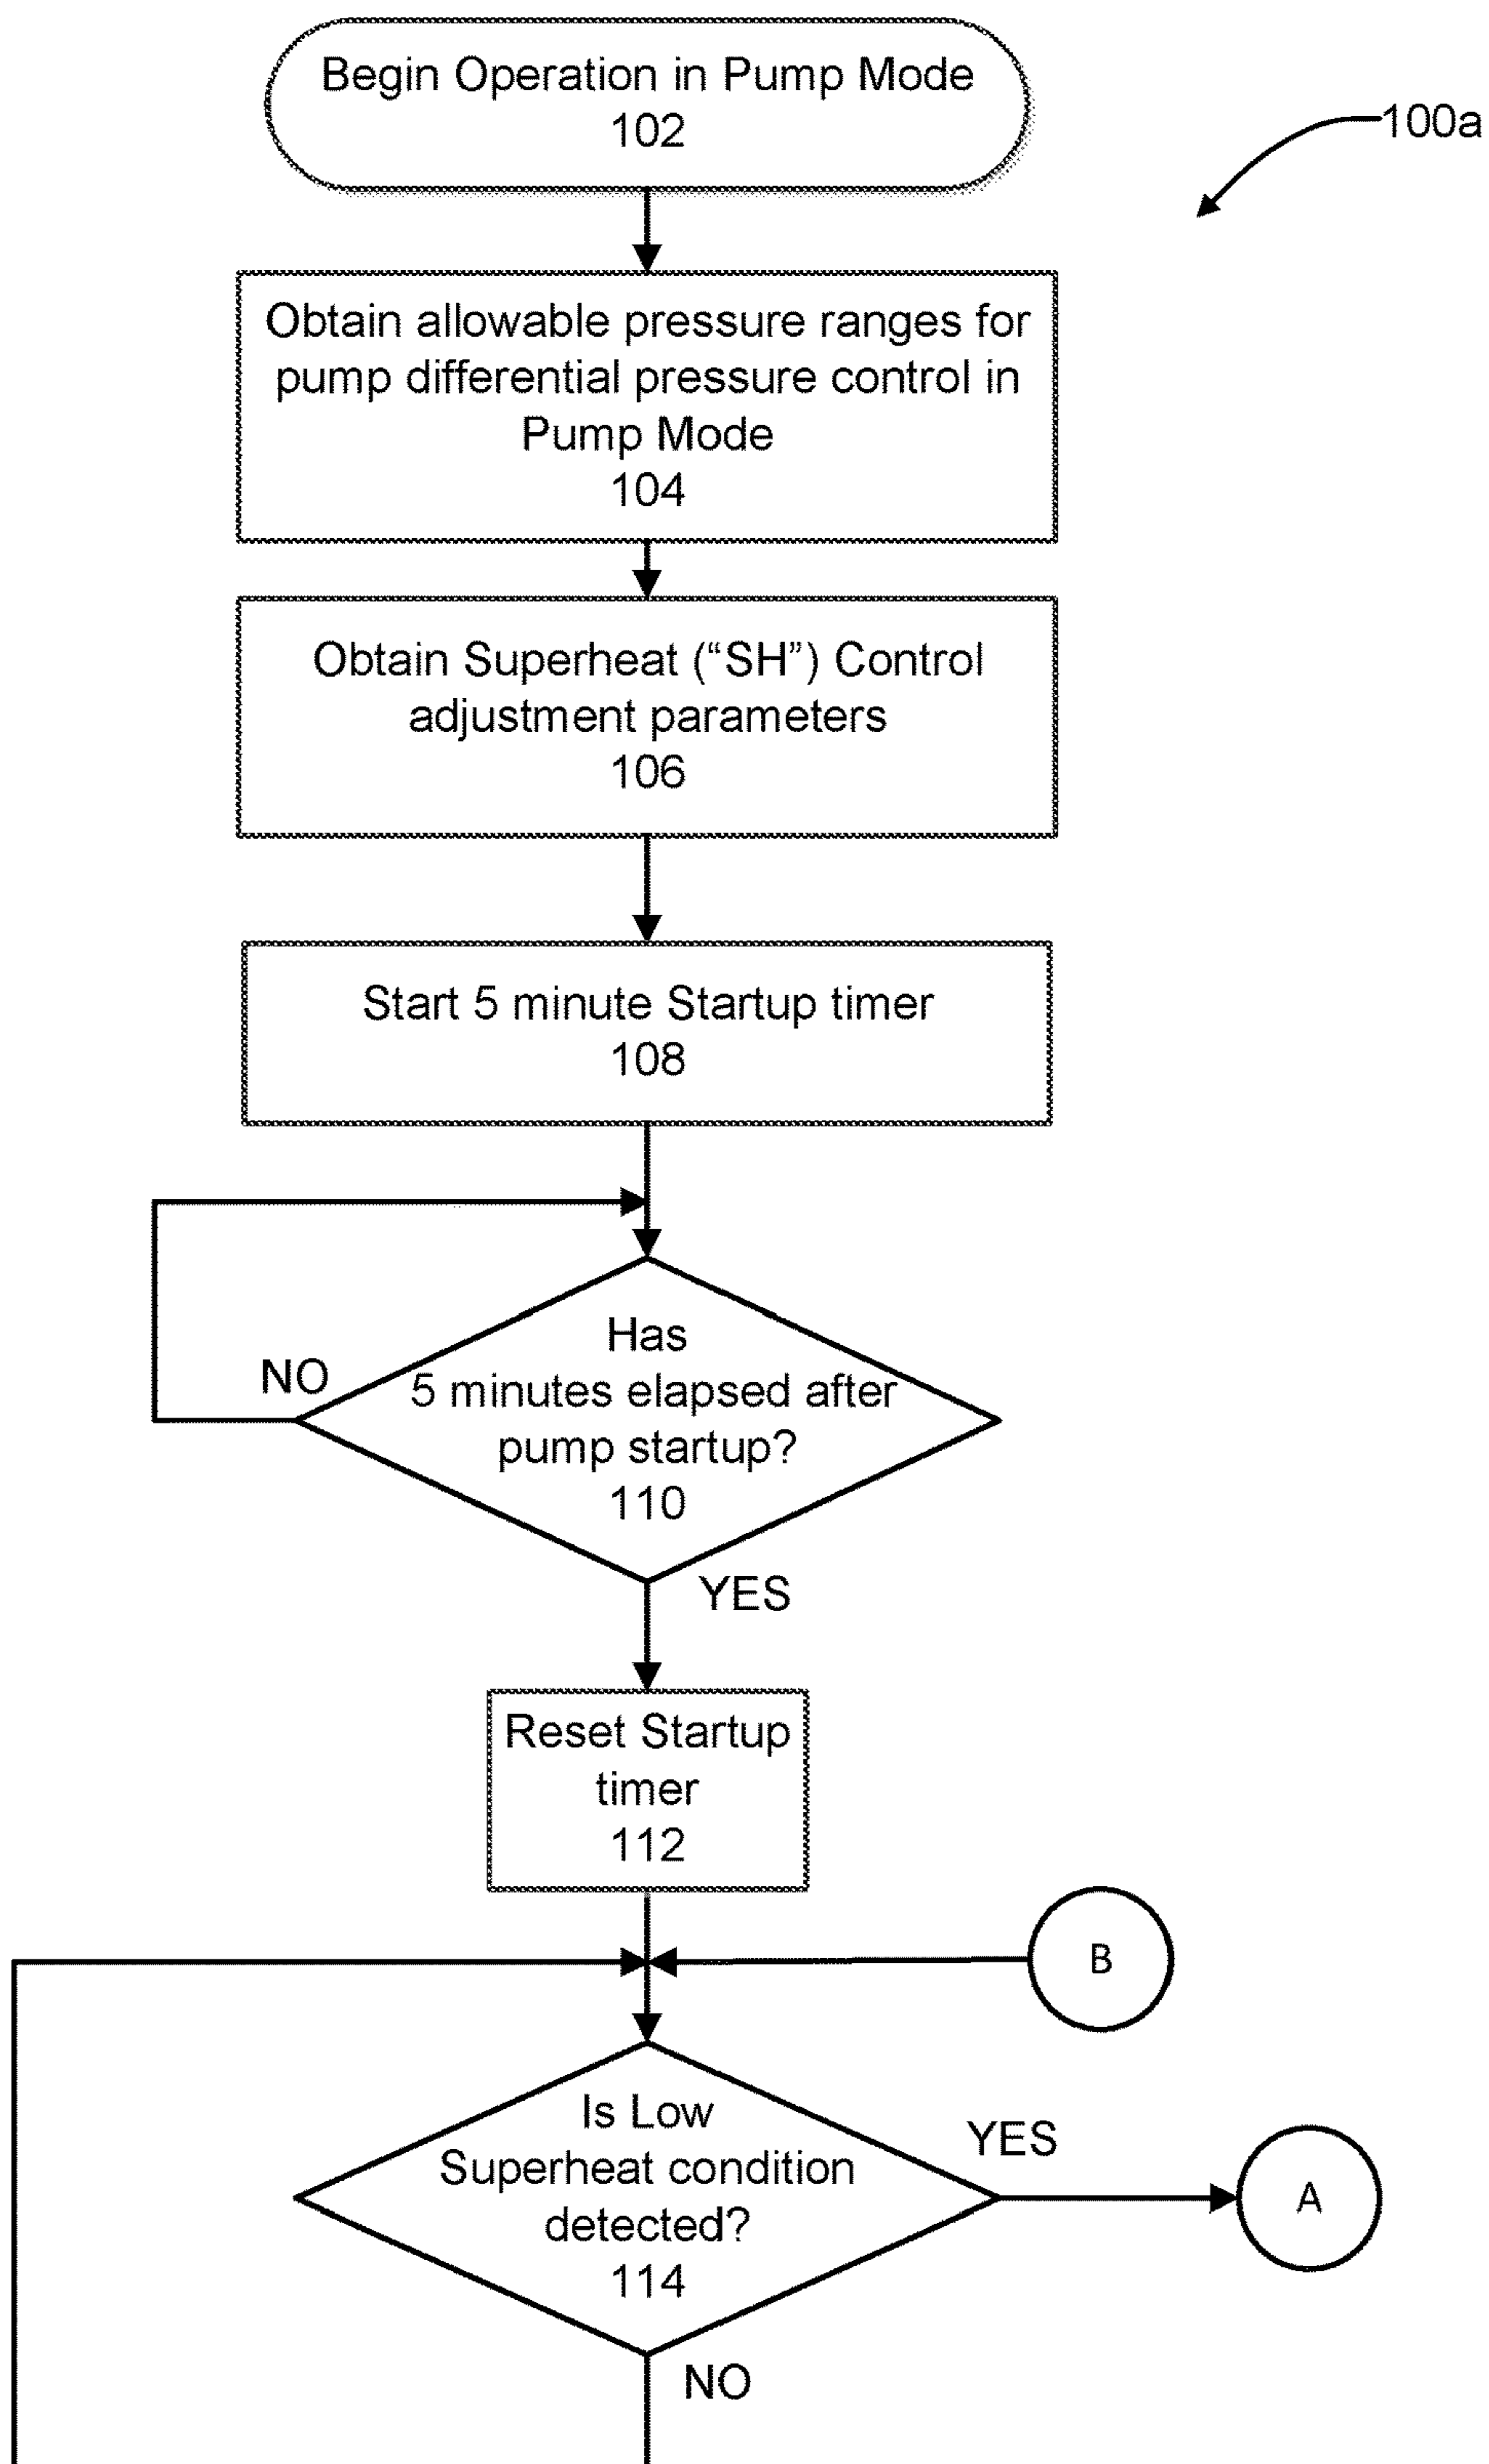 Begin Operation in Pump Mode
102
100a
Obtain allowable pressure ranges for
pump differential pressure control in
Pump Mode
104
Obtain Superheat (“SH”) Control
adjustment parameters
106
Start 5 minute Startup timer
108
Has
5 minutes elapsed after
pump startup?
110
NO
YES
Reset Startup
timer
112
B
Is Low
Superheat condition
detected?
114
YES
A
NO